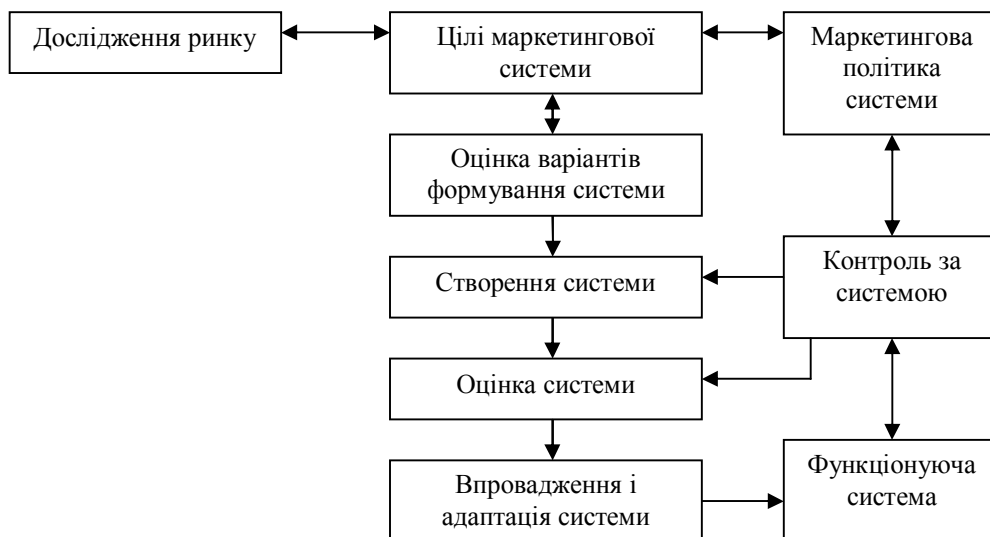 Дослідження ринку
Цілі маркетингової
системи
Маркетингова
політика
системи
Оцінка варіантів
формування системи
Створення системи
Контроль за
системою
Оцінка системи
Впровадження і
адаптація системи
Функціонуюча
система